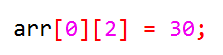 arr[0][2] = 30;